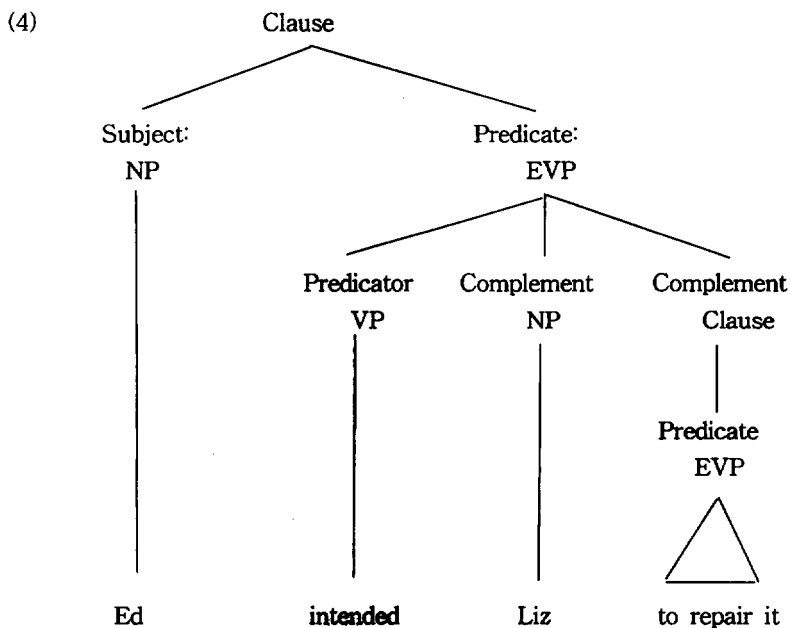 (4) Clause
Subject: Predicate:
NP EVP
Predicator Complement Complement
VP NP Clause
Predicate
EVP
Ed intended Liz to repair it